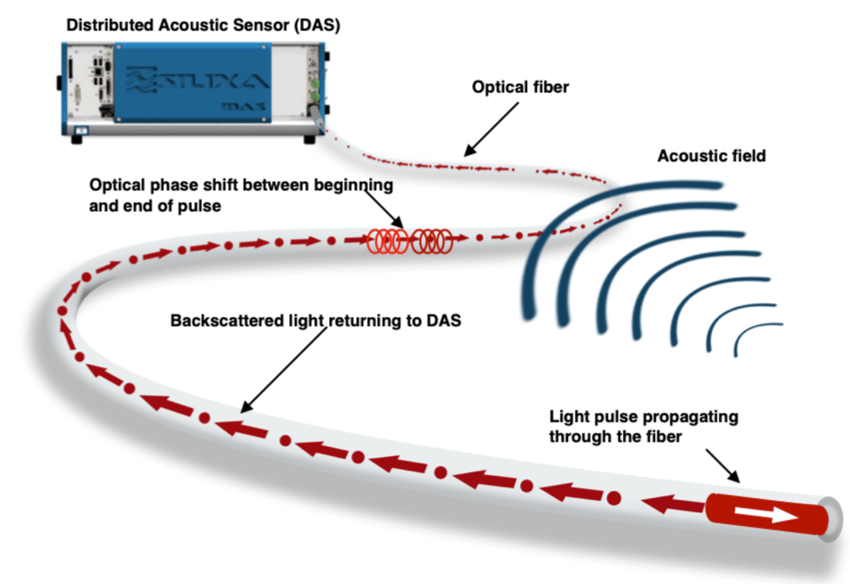 Distributed Acoustic Sensor (DAS)
SILIXA
iDAS
Optical fiber
Acoustic field
Optical phase shift between beginning
and end of pulse
Backscattered light returning to DAS
Light pulse propagating
through the fiber